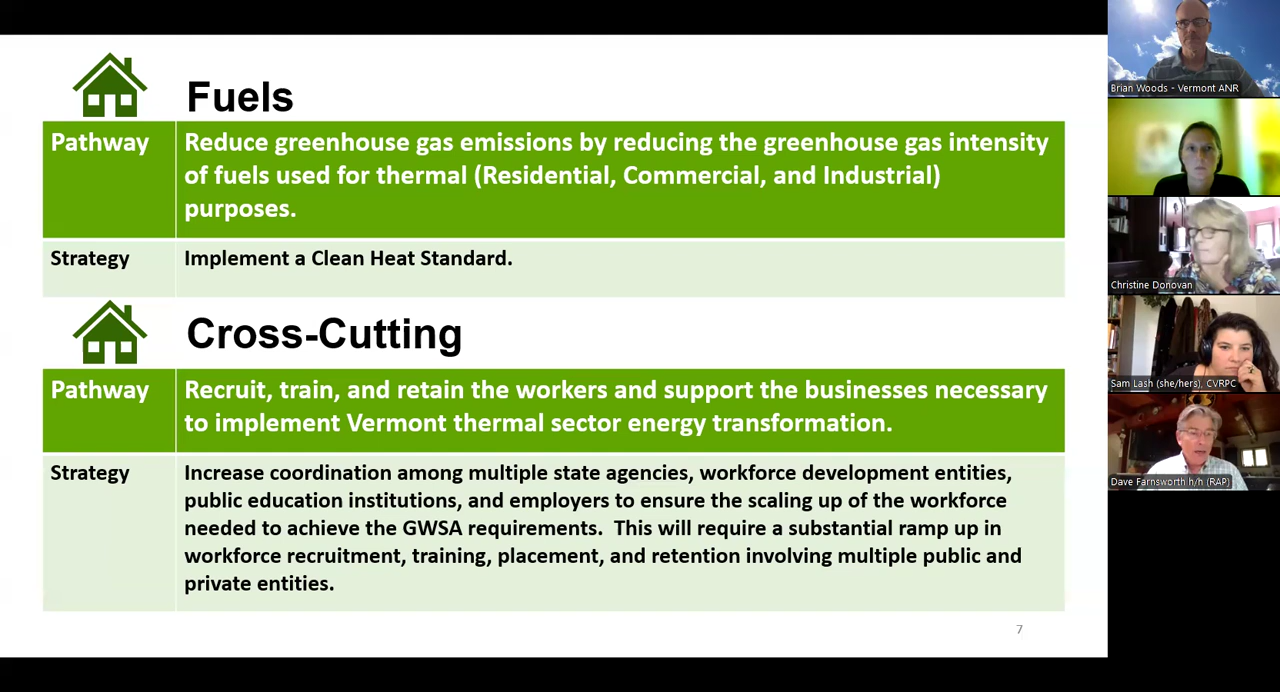 Fuels
Pathway
Reduce greenhouse gas emissions by reducing the greenhouse gas intensity
of fuels used for thermal (Residential, Commercial, and Industrial)
purposes.
Strategy
Implement a Clean Heat Standard.
Cross-Cutting
Pathway
Recruit, train, and retain the workers and support the businesses necessary
to implement Vermont thermal sector energy transformation.
Strategy
Increase coordination among multiple state agencies, workforce development entities,
public education institutions, and employers to ensure the scaling up of the workforce
needed to achieve the GWSA requirements.  This will require a substantial ramp up in
workforce recruitment, training, placement, and retention involving multiple public and
private entities.
7
Brian Woods - Vermont ANR
Christine Donovan
Sam Lash (she/hers), CVRPC
Dave Farnsworth h/h (RAP)